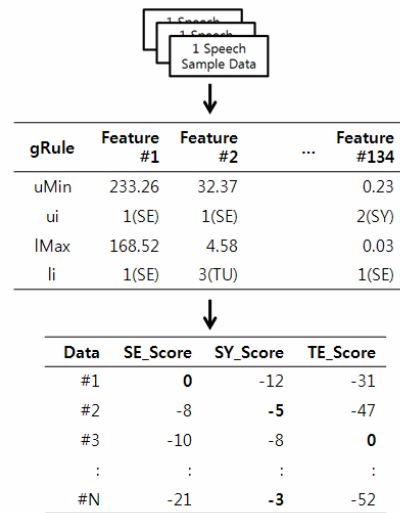 1 Speech
1 Speech
1 Speech
Sample Data
gRule Feature #1 Feature #2 ... Feature #134
uMin 233.26 32.37 0.23
ui 1(SE) 1(SE) 2(SY)
lMax 168.52 4.58 0.03
li 1(SE) 3(TU) 1(SE)
Data SE_Score SY_Score TE_Score
#1 0 -12 -31
#2 -8 -5 -47
#3 -10 -8 0
: : : :
#N -21 -3 -52